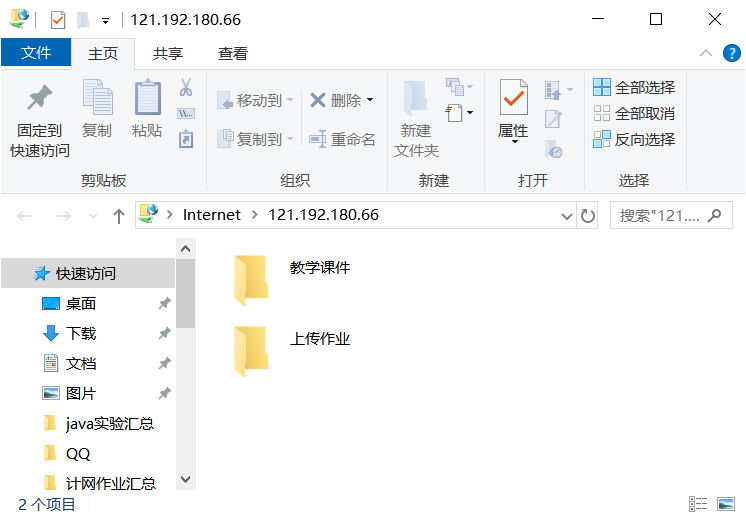 121.192.180.66
文件 主页 共享 查看
固定到
快速访问
复制
粘贴
移动到
复制到
删除
重命名
新建
文件夹
属性
全部选择
全部取消
反向选择
剪贴板 组织 新建 打开 选择
Internet 121.192.180.66
搜索"121....
快速访问
桌面
下载
文档
图片
java实验汇总
QQ
计网作业汇总
教学课件
上传作业
2 个项目